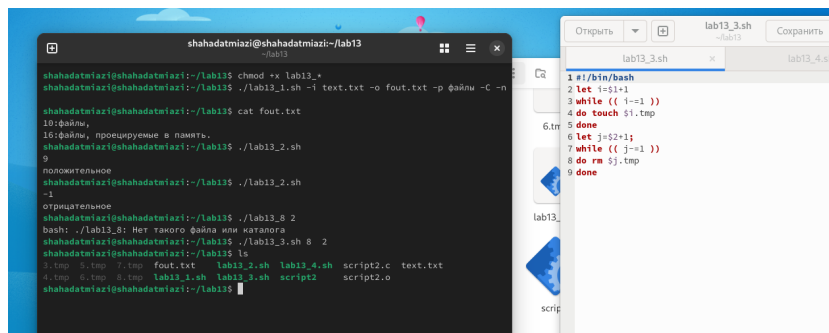 shahadatmiazi@shahadatmiazi:~/lab13
~/lab13
shahadatmiazi@shahadatmiazi:~/lab13$ chmod +x lab13_*
shahadatmiazi@shahadatmiazi:~/lab13$ ./lab13_1.sh -i text.txt -o fout.txt -p файлы -C -n
shahadatmiazi@shahadatmiazi:~/lab13$ cat fout.txt
10:файлы,
16:файлы, проецируемые в память.
shahadatmiazi@shahadatmiazi:~/lab13$ ./lab13_2.sh
9
положительное
shahadatmiazi@shahadatmiazi:~/lab13$ ./lab13_2.sh
-1
отрицательное
shahadatmiazi@shahadatmiazi:~/lab13$ ./lab13_8 2
bash: ./lab13_8: Нет такого файла или каталога
shahadatmiazi@shahadatmiazi:~/lab13$ ./lab13_3.sh 8  2
shahadatmiazi@shahadatmiazi:~/lab13$ ls
3.tmp  5.tmp  7.tmp  fout.txt    lab13_2.sh  lab13_4.sh  script2.c  text.txt
4.tmp  6.tmp  8.tmp  lab13_1.sh  lab13_3.sh  script2     script2.o
shahadatmiazi@shahadatmiazi:~/lab13$
6.tm
lab13_
scrip
Открыть
lab13_3.sh
~/lab13
Сохранить
lab13_3.sh
lab13_4.s
1 #!/bin/bash
2 let i=$1+1
3 while (( i-=1 ))
4 do touch $i.tmp
5 done
6 let j=$2+1;
7 while (( j-=1 ))
8 do rm $j.tmp
9 done